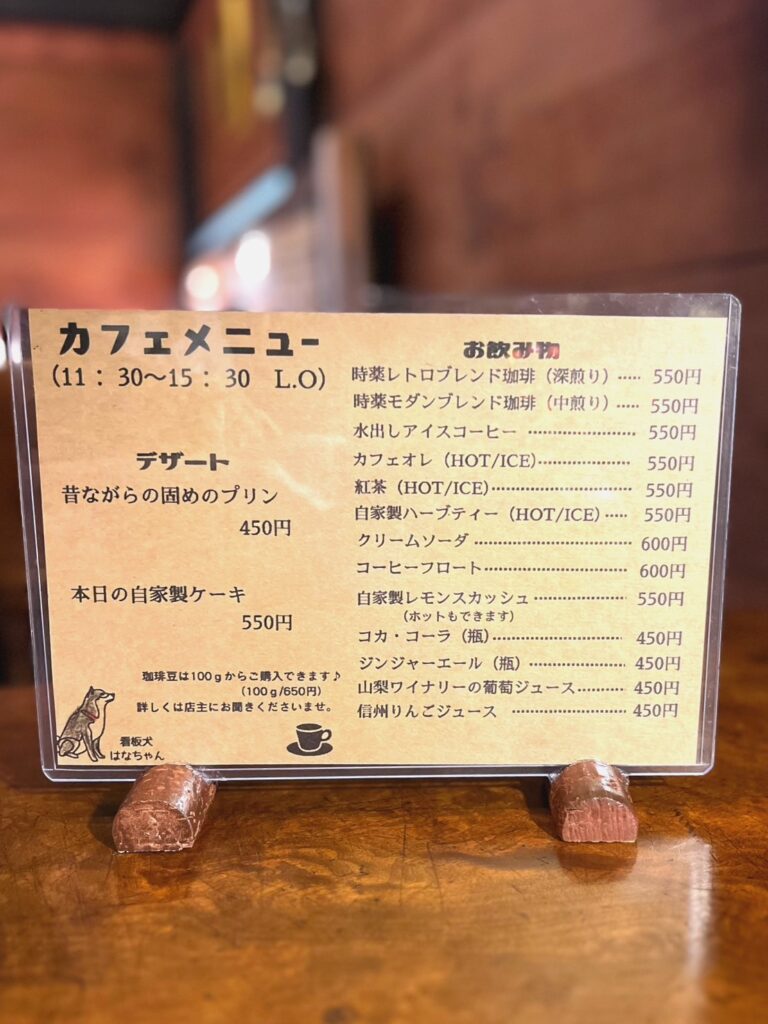 カフェメニュー
(11：30〜15：30　L.O)
デザート
昔ながらの固めのプリン
450円
本日の自家製ケーキ
550円
珈琲豆は100gからご購入できます♪
(100g/650円)
詳しくは店主にお聞きくださいませ。
看板犬
はなちゃん
お飲み物
時薬レトロブレンド珈琲（深煎り）‥‥‥ 550円
時薬モダンブレンド珈琲（中煎り）‥‥‥ 550円
水出しアイスコーヒー ‥‥‥‥‥‥‥ 550円
カフェオレ（HOT/ICE）‥‥‥‥‥‥ 550円
紅茶（HOT/ICE）‥‥‥‥‥‥‥‥‥ 550円
自家製ハーブティー（HOT/ICE）‥‥‥ 550円
クリームソーダ ‥‥‥‥‥‥‥‥‥‥ 600円
コーヒーフロート‥‥‥‥‥‥‥‥‥ 600円
自家製レモンスカッシュ ‥‥‥‥‥‥ 550円
（ホットもできます）
コカ・コーラ（瓶）‥‥‥‥‥‥‥‥ 450円
ジンジャーエール（瓶）‥‥‥‥‥‥ 450円
山梨ワイナリーの葡萄ジュース‥‥‥ 450円
信州りんごジュース ‥‥‥‥‥‥‥ 450円